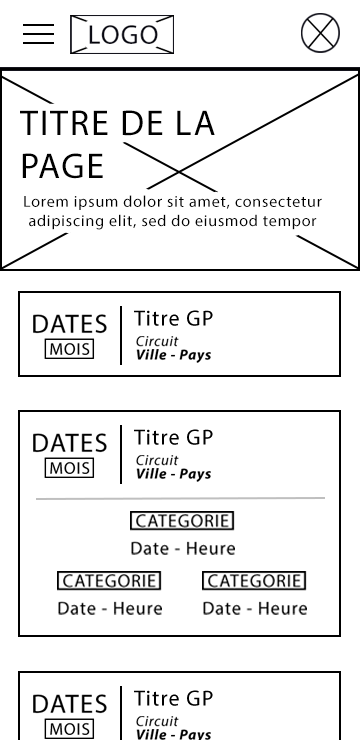 LOGO
TITRE DE LA
PAGE
Lorem ipsum dolor sit amet, consectetur
adipiscing elit, sed do eiusmod tempor
DATES
MOIS
Titre GP
Circuit
Ville - Pays
DATES
MOIS
Titre GP
Circuit
Ville - Pays
CATEGORIE
Date - Heure
CATEGORIE
Date - Heure
CATEGORIE
Date - Heure
DATES
MOIS
Titre GP
Circuit
Ville - Pays